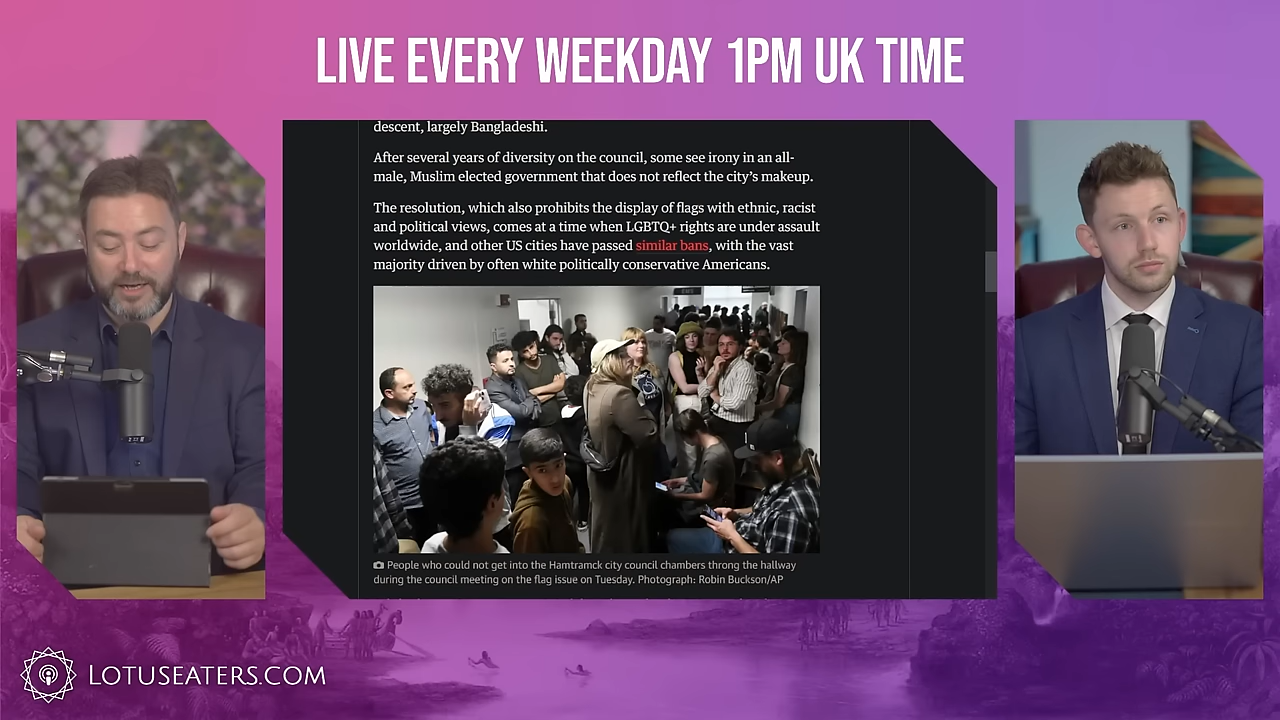 LIVE EVERY WEEKDAY 1PM UK TIME
descent, largely Bangladeshi.
After several years of diversity on the council, some see irony in an all-
male, Muslim elected government that does not reflect the city’s makeup.
The resolution, which also prohibits the display of flags with ethnic, racist
and political views, comes at a time when LGBTQ+ rights are under assault
worldwide, and other US cities have passed similar bans, with the vast
majority driven by often white politically conservative Americans.
People who could not get into the Hamtramck city council chambers throng the hallway
during the council meeting on the flag issue on Tuesday. Photograph: Robin Buckson/AP
LOTUSEATERS.COM